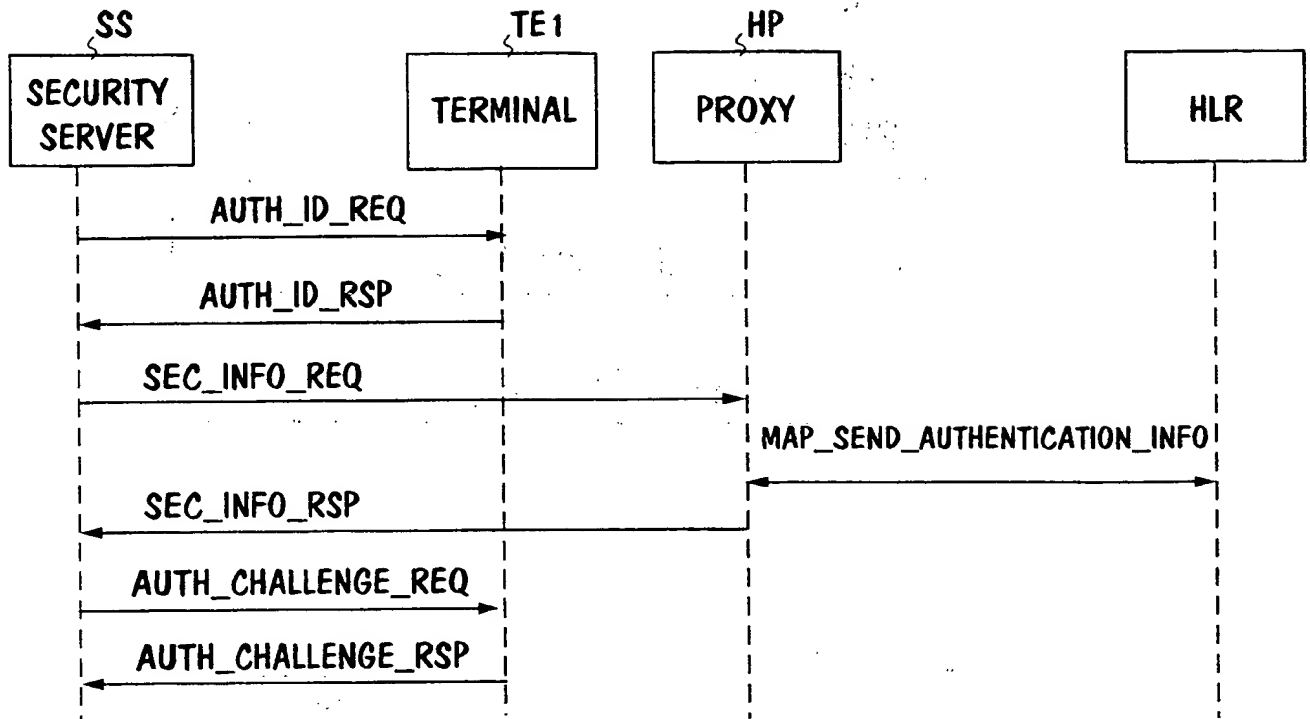 SS
TE1
HP
SECURITY
SERVER
TERMINAL
PROXY
HLR
AUTH_ID_REQ
AUTH_ID_RSP
SEC_INFO_REQ
MAP_SEND_AUTHENTICATION_INFO
SEC_INFO_RSP
AUTH_CHALLENGE_REQ
AUTH_CHALLENGE_RSP